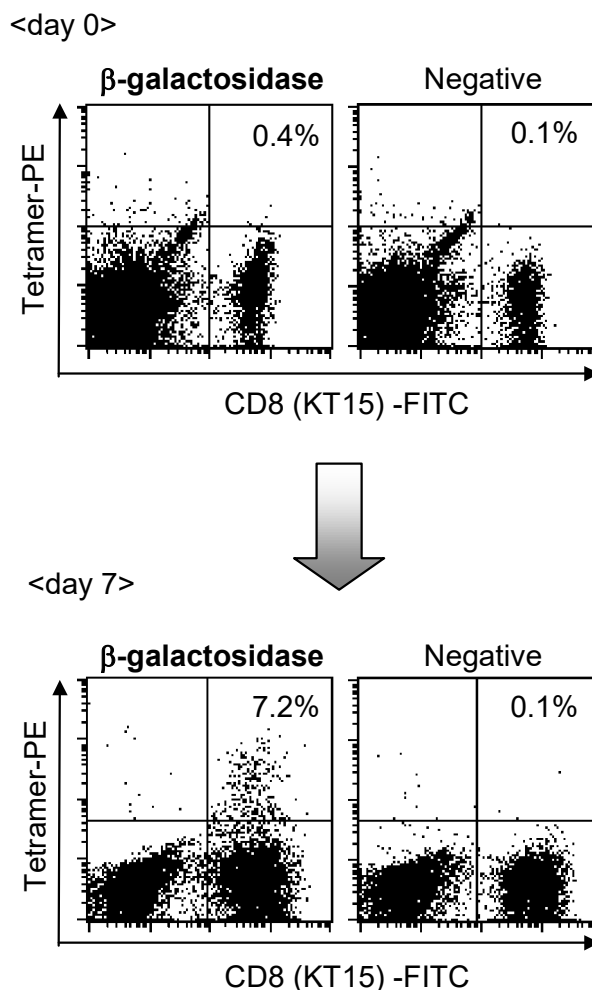 <day 0>
β-galactosidase
Negative
0.4%
0.1%
Tetramer-PE
CD8 (KT15) -FITC
<day 7>
β-galactosidase
Negative
7.2%
0.1%
Tetramer-PE
CD8 (KT15) -FITC